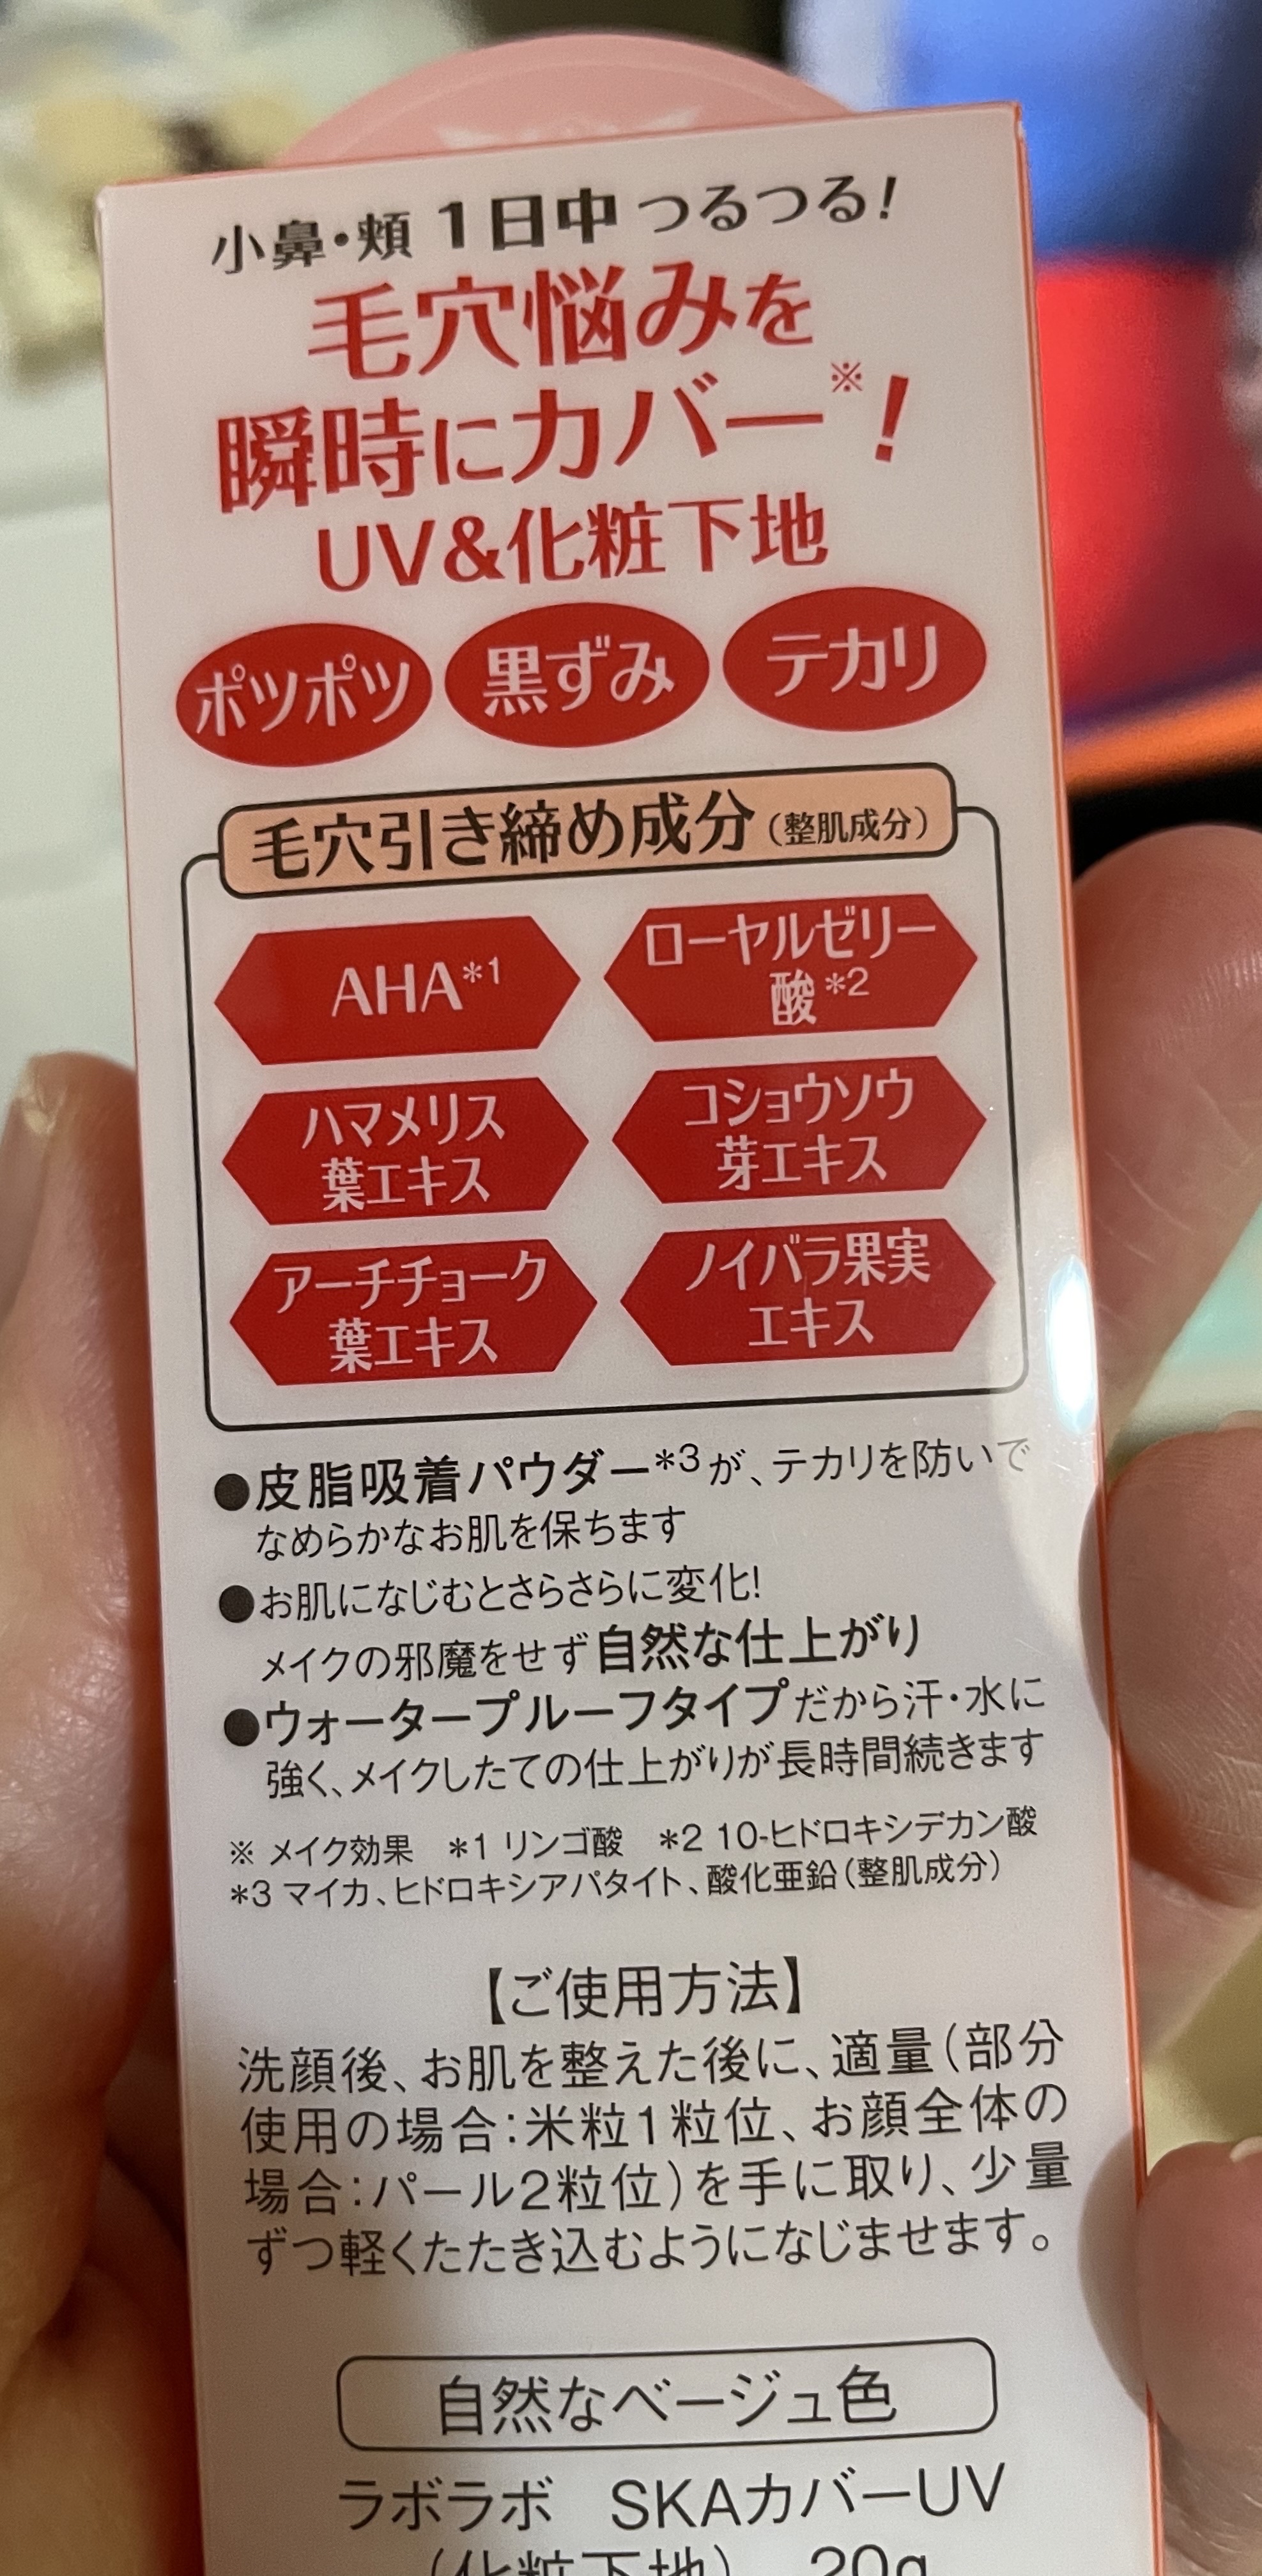 小鼻・頬 1日中 つるつる!
毛穴悩みを
瞬時にカバー※!
UV&化粧下地
ポツポツ 黒ずみ テカリ
毛穴引き締め成分(整肌成分)
AHA*1 ローヤルゼリー
酸*2
ハマメリス コショウソウ
葉エキス 芽エキス
アーチチョーク ノイバラ果実
葉エキス エキス
●皮脂吸着パウダー*3が、テカリを防いで
なめらかなお肌を保ちます
●お肌になじむとさらさらに変化!
メイクの邪魔をせず自然な仕上がり
●ウォータープルーフタイプだから汗・水に
強く、メイクしたての仕上がりが長時間続きます
※ メイク効果 *1 リンゴ酸 *2 10-ヒドロキシデカン酸
*3 マイカ、ヒドロキシアパタイト、酸化亜鉛(整肌成分)
【ご使用方法】
洗顔後、お肌を整えた後に、適量(部分
使用の場合:米粒1粒位、お顔全体の
場合:パール2粒位)を手に取り、少量
ずつ軽くたたき込むようになじませます。
自然なベージュ色
ラボラボ SKAカバーUV
(化粧下地) 20g